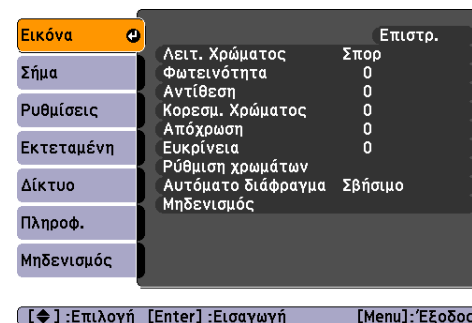 Εικόνα
Σήμα
Ρυθμίσεις
Εκτεταμένη
Δίκτυο
Πληροφ.
Μηδενισμός
Επιστρ.
Λειτ. Χρώματος Σπορ
Φωτεινότητα 0
Αντίθεση 0
Κορεσμ. Χρώματος 0
Απόχρωση 0
Ευκρίνεια 0
Ρύθμιση χρωμάτων
Αυτόματο διάφραγμα Σβήσιμο
Μηδενισμός
[◆] :Επιλογή [Enter] :Εισαγωγή [Menu]:Έξοδος